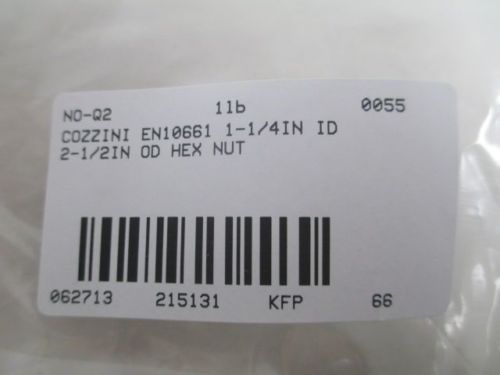 NO-Q2 11b 0055
COZZINI EN10661 1-1/4IN ID
2-1/2IN OD HEX NUT
062713 215131 KFP 66